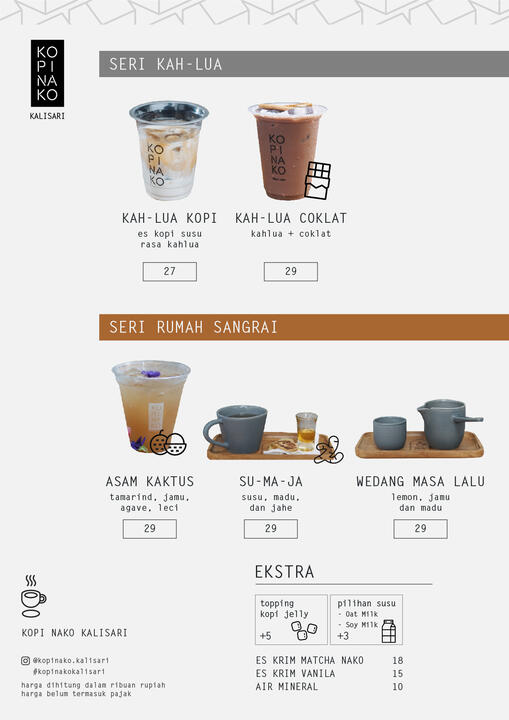 KO
PI
NA
KO
KALISARI
SERI KAH-LUA
KO
PI
NA
KO
KO
PI
NA
KO
KAH-LUA KOPI
es kopi susu
rasa kahlua
27
KAH-LUA COKLAT
kahlua + coklat
29
SERI RUMAH SANGRAI
ASAM KAKTUS
tamarind, jamu,
agave, leci
29
SU-MA-JA
susu, madu,
dan jahe
29
WEDANG MASA LALU
lemon, jamu
dan madu
29
EKSTRA
topping
kopi jelly
+5
pilihan susu
- Oat Milk
- Soy Milk
+3
ES KRIM MATCHA NAKO 18
ES KRIM VANILA 15
AIR MINERAL 10
KOPI NAKO KALISARI
@kopinako.kalisari
#kopinakokalisari
harga dihitung dalam ribuan rupiah
harga belum termasuk pajak